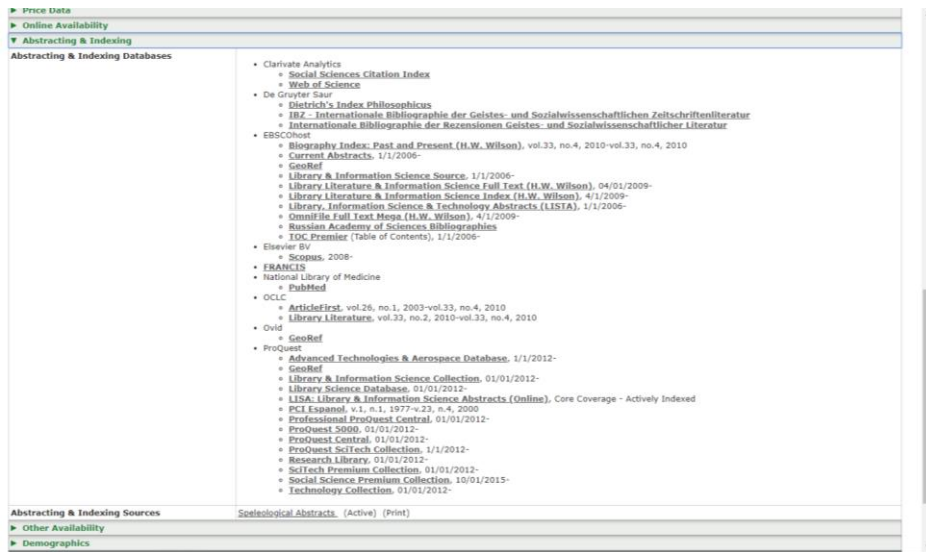 Price Data
Online Availability
Abstracting & Indexing
Abstracting & Indexing Databases
Clarivate Analytics
Social Sciences Citation Index
Web of Science
De Gruyter Saur
Dietrich's Index Philosophicus
IBZ - Internationale Bibliographie der Geistes- und Sozialwissenschaftlichen Zeitschriftenliteratur
Internationale Bibliographie der Rezensionen Geistes- und Sozialwissenschaftlicher Literatur
EBSCOhost
Biography Index: Past and Present (H.W. Wilson), vol.33, no.4, 2010-vol.33, no.4, 2010
Current Abstracts, 1/1/2006-
GeoRef
Library & Information Science Source, 1/1/2006-
Library Literature & Information Science Full Text (H.W. Wilson), 04/01/2009-
Library Literature & Information Science Index (H.W. Wilson), 4/1/2009-
Library, Information Science & Technology Abstracts (LISTA), 1/1/2006-
OmniFile Full Text Mega (H.W. Wilson), 4/1/2009-
Russian Academy of Sciences Bibliographies
TOC Premier (Table of Contents), 1/1/2006-
Elsevier BV
Scopus, 2008-
FRANCIS
National Library of Medicine
PubMed
OCLC
ArticleFirst, vol.26, no.1, 2003-vol.33, no.4, 2010
Library Literature, vol.33, no.2, 2010-vol.33, no.4, 2010
Ovid
GeoRef
ProQuest
Advanced Technologies & Aerospace Database, 1/1/2012-
GeoRef
Library & Information Science Collection, 01/01/2012-
Library Science Database, 01/01/2012-
LISA: Library & Information Science Abstracts (Online), Core Coverage - Actively Indexed
PCI Espanol, v.1, n.1, 1977-v.23, n.4, 2000
Professional ProQuest Central, 01/01/2012-
ProQuest 5000, 01/01/2012-
ProQuest Central, 01/01/2012-
ProQuest SciTech Collection, 1/1/2012-
Research Library, 01/01/2012-
SciTech Premium Collection, 01/01/2012-
Social Science Premium Collection, 10/01/2015-
Technology Collection, 01/01/2012-
Abstracting & Indexing Sources
Speleological Abstracts (Active) (Print)
Other Availability
Demographics